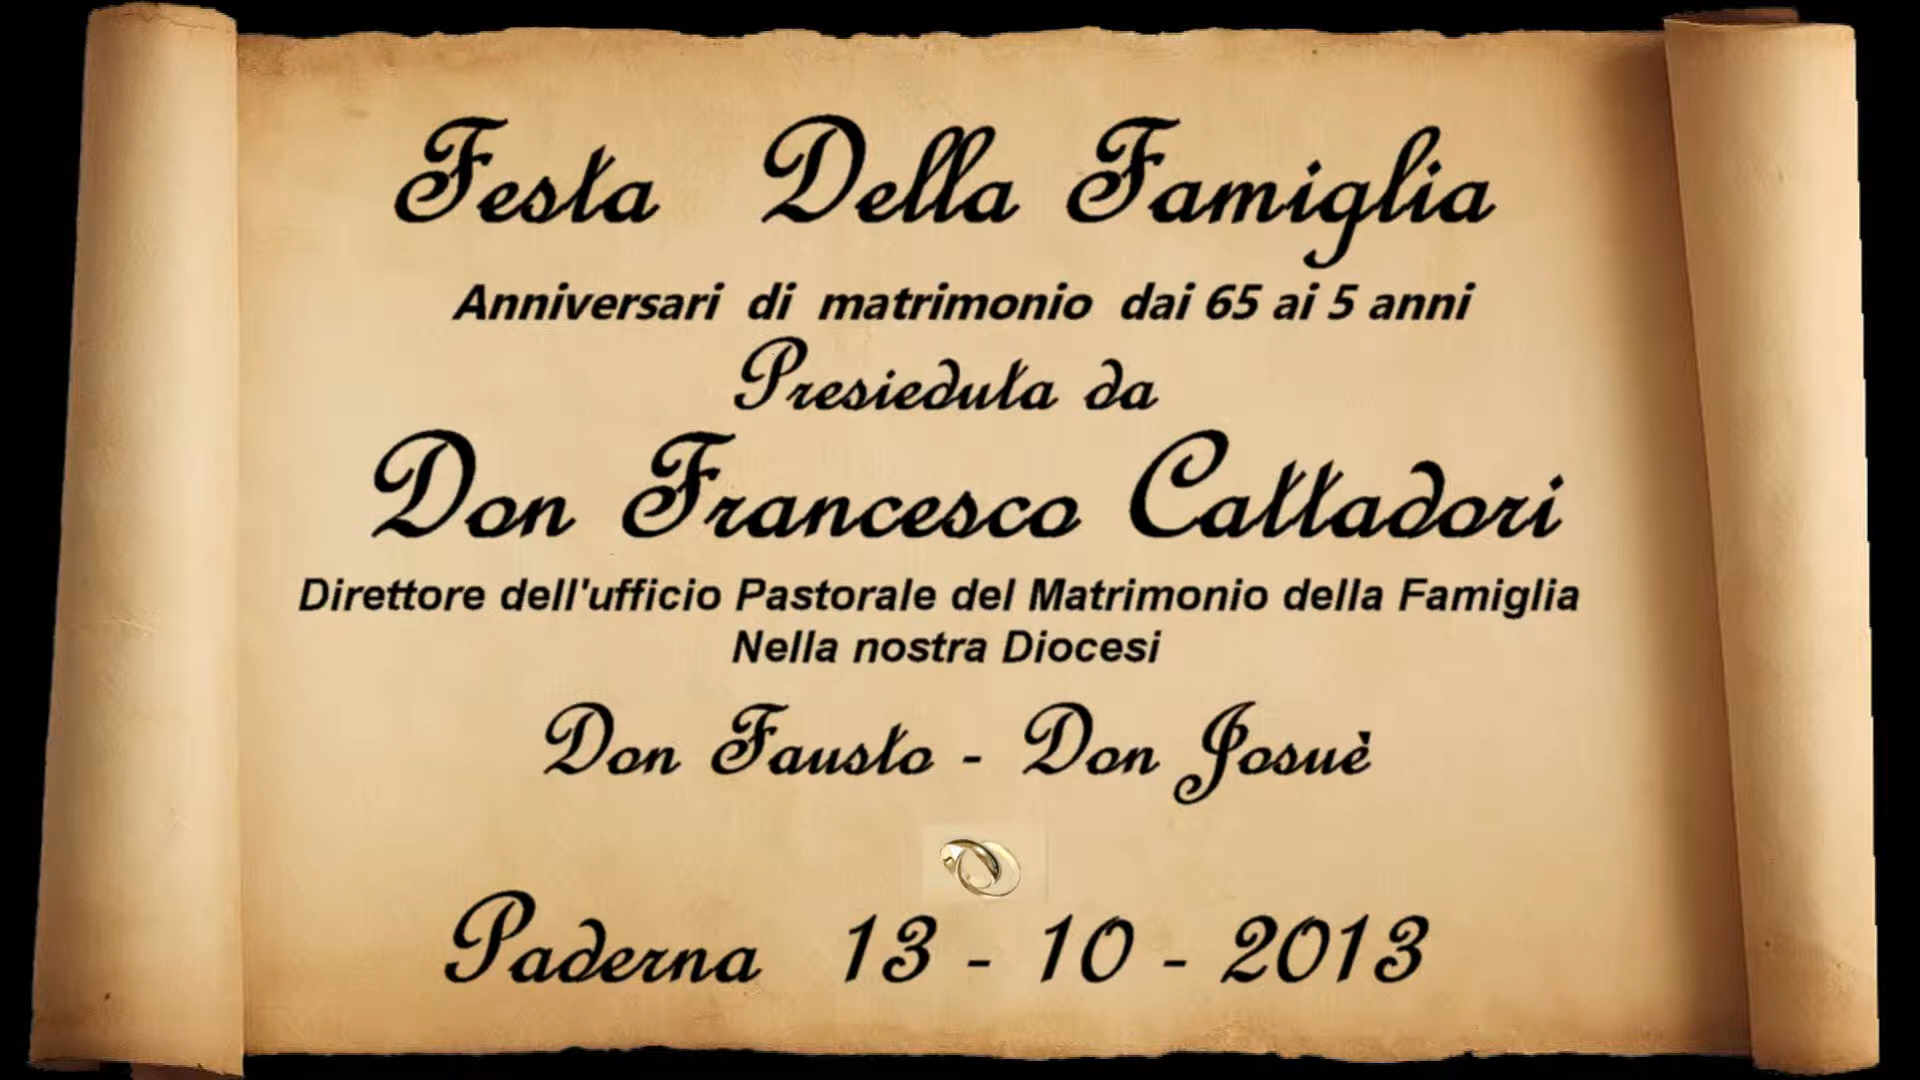 Festa Della Famiglia
Anniversari di matrimonio dai 65 ai 5 anni
Presieduta da
Don Francesco Cattadori
Direttore dell'ufficio Pastorale del Matrimonio della Famiglia
Nella nostra Diocesi
Don Fausto - Don Josuè
Paderna 13 - 10 - 2013